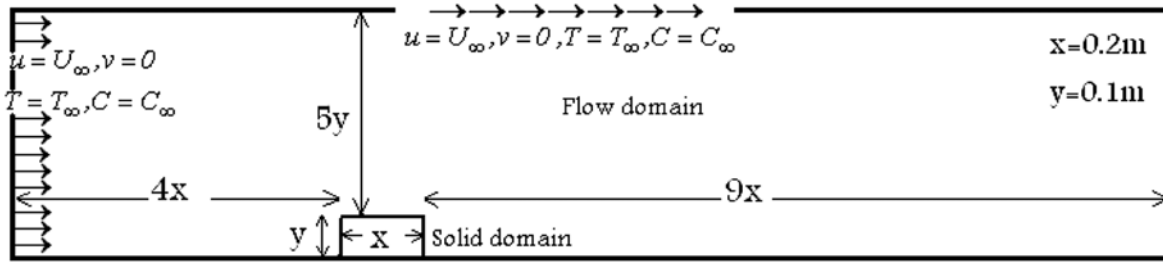 u = U∞ ,v = 0 ,T = T∞ ,C = C∞
u = U∞ ,v = 0
T = T∞ ,C = C∞
x=0.2m
y=0.1m
Flow domain
5y
4x
9x
y
x
Solid domain